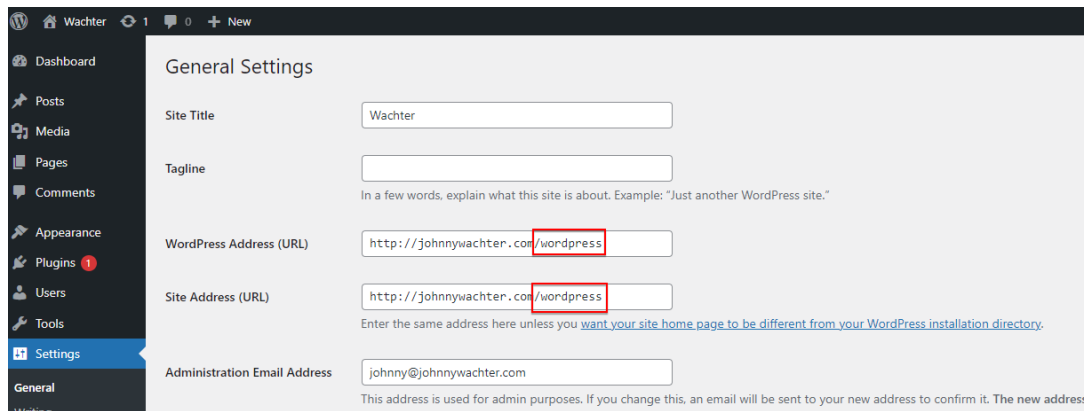 Wachter 1 0 New
Dashboard
Posts
Media
Pages
Comments
Appearance
Plugins 1
Users
Tools
Settings
General
Writing
General Settings
Site Title
Wachter
Tagline
In a few words, explain what this site is about. Example: “Just another WordPress site.”
WordPress Address (URL)
http://johnnywachter.com/wordpress
Site Address (URL)
http://johnnywachter.com/wordpress
Enter the same address here unless you want your site home page to be different from your WordPress installation directory.
Administration Email Address
johnny@johnnywachter.com
This address is used for admin purposes. If you change this, an email will be sent to your new address to confirm it. The new address